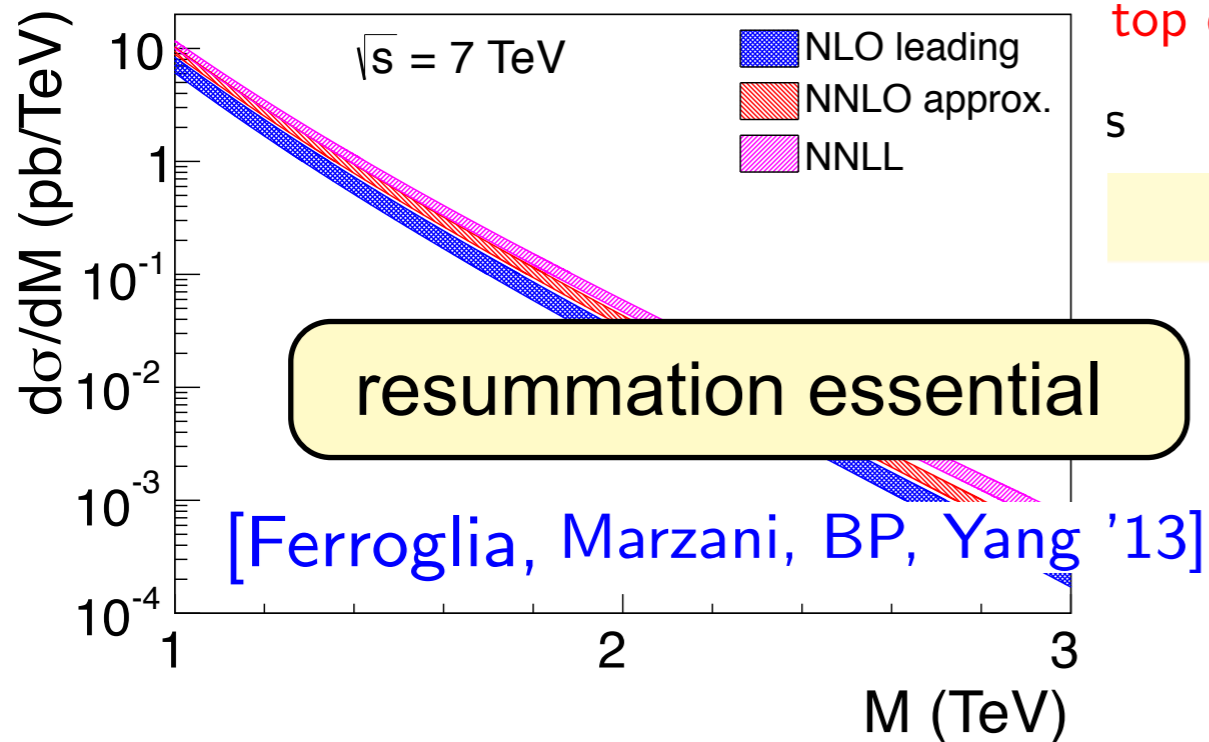 top
√s = 7 TeV
NLO leading
NNLO approx.
NNLL
s
dσ/dM (pb/TeV)
10
1
10⁻¹
10⁻²
10⁻³
10⁻⁴
resummation essential
[Ferroglia, Marzani, BP, Yang '13]
1 2 3
M (TeV)